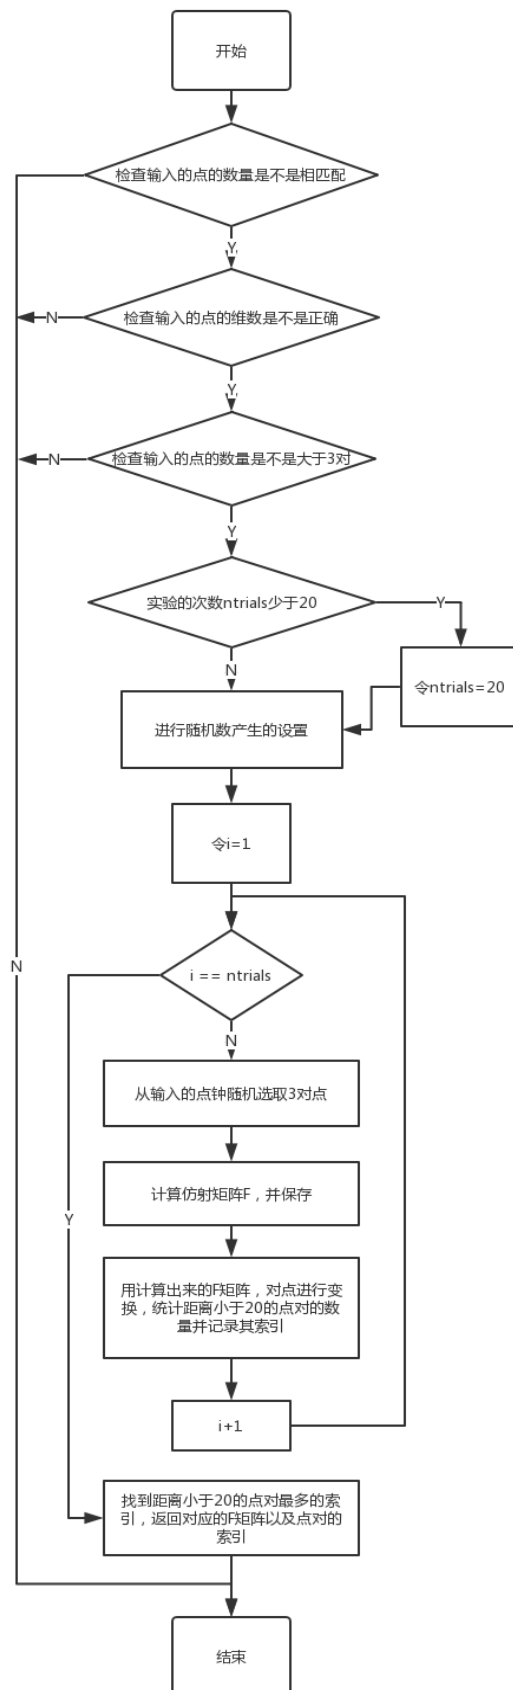 开始
检查输入的点的数量是不是相匹配
Y
检查输入的点的维数是不是正确
N
Y
检查输入的点的数量是不是大于3对
N
Y
实验的次数ntrials少于20
Y
N
令ntrials=20
进行随机数产生的设置
令i=1
N
i == ntrials
N
从输入的点钟随机选取3对点
计算仿射矩阵F，并保存
Y
用计算出来的F矩阵，对点进行变
换，统计距离小于20的点对的数
量并记录其索引
i+1
找到距离小于20的点对最多的索
引，返回对应的F矩阵以及点对的
索引
结束